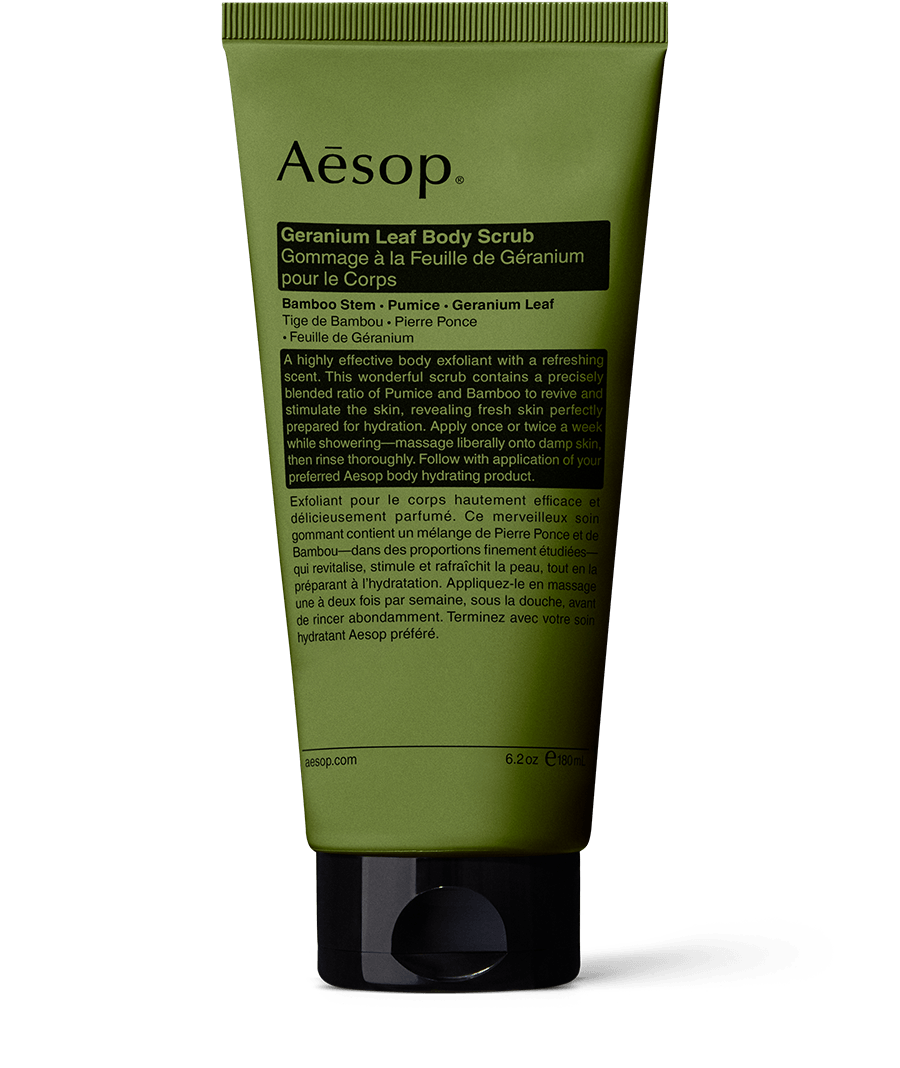 Aēsop®
Geranium Leaf Body Scrub
Gommage à la Feuille de Géranium
pour le Corps
Bamboo Stem • Pumice • Geranium Leaf
Tige de Bambou • Pierre Ponce
• Feuille de Géranium
A highly effective body exfoliant with a refreshing
scent. This wonderful scrub contains a precisely
blended ratio of Pumice and Bamboo to revive and
stimulate the skin, revealing fresh skin perfectly
prepared for hydration. Apply once or twice a week
while showering—massage liberally onto damp skin,
then rinse thoroughly. Follow with application of your
preferred Aesop body hydrating product.
Exfoliant pour le corps hautement efficace et
délicieusement parfumé. Ce merveilleux soin
gommant contient un mélange de Pierre Ponce et de
Bambou—dans des proportions finement étudiées—
qui revitalise, stimule et rafraîchit la peau, tout en la
préparant à l'hydratation. Appliquez-le en massage
une à deux fois par semaine, sous la douche, avant
de rincer abondamment. Terminez avec votre soin
hydratant Aesop préféré.
aesop.com 6.2 oz ℮ 180 mL